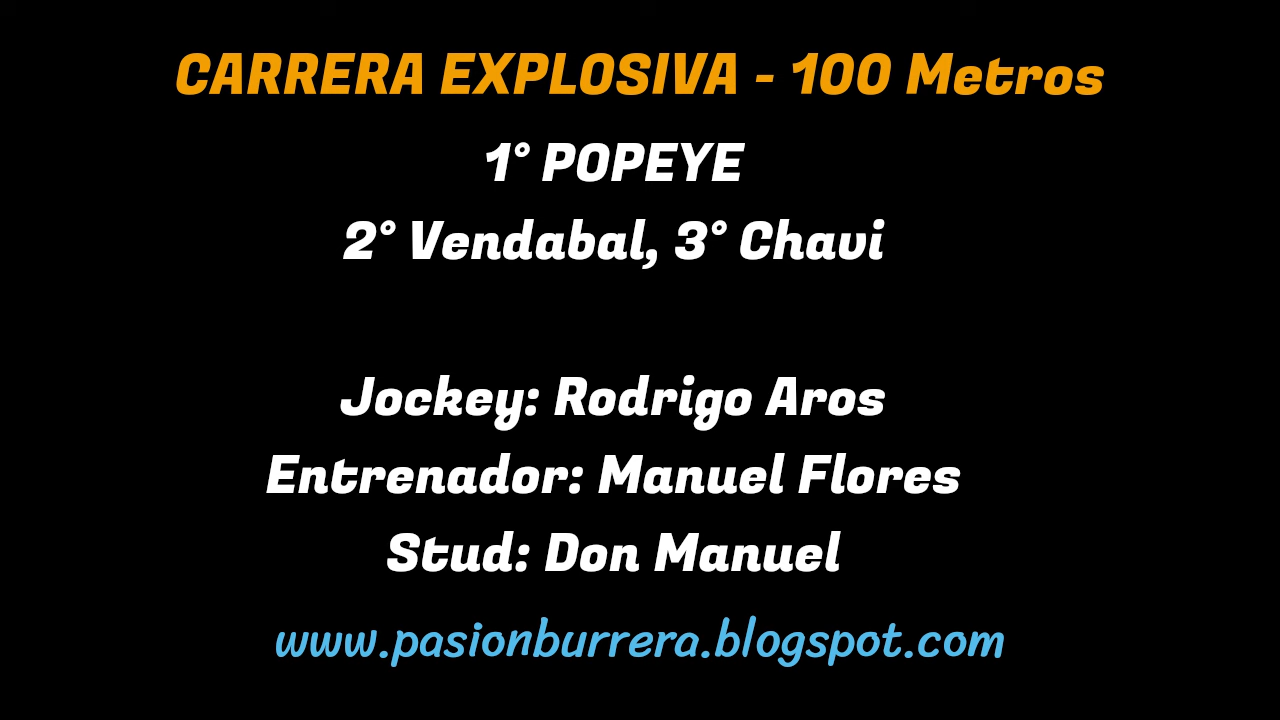 CARRERA EXPLOSIVA - 100 Metros
1° POPEYE
2° Vendabal, 3° Chavi
Jockey: Rodrigo Aros
Entrenador: Manuel Flores
Stud: Don Manuel
www.pasionburrera.blogspot.com